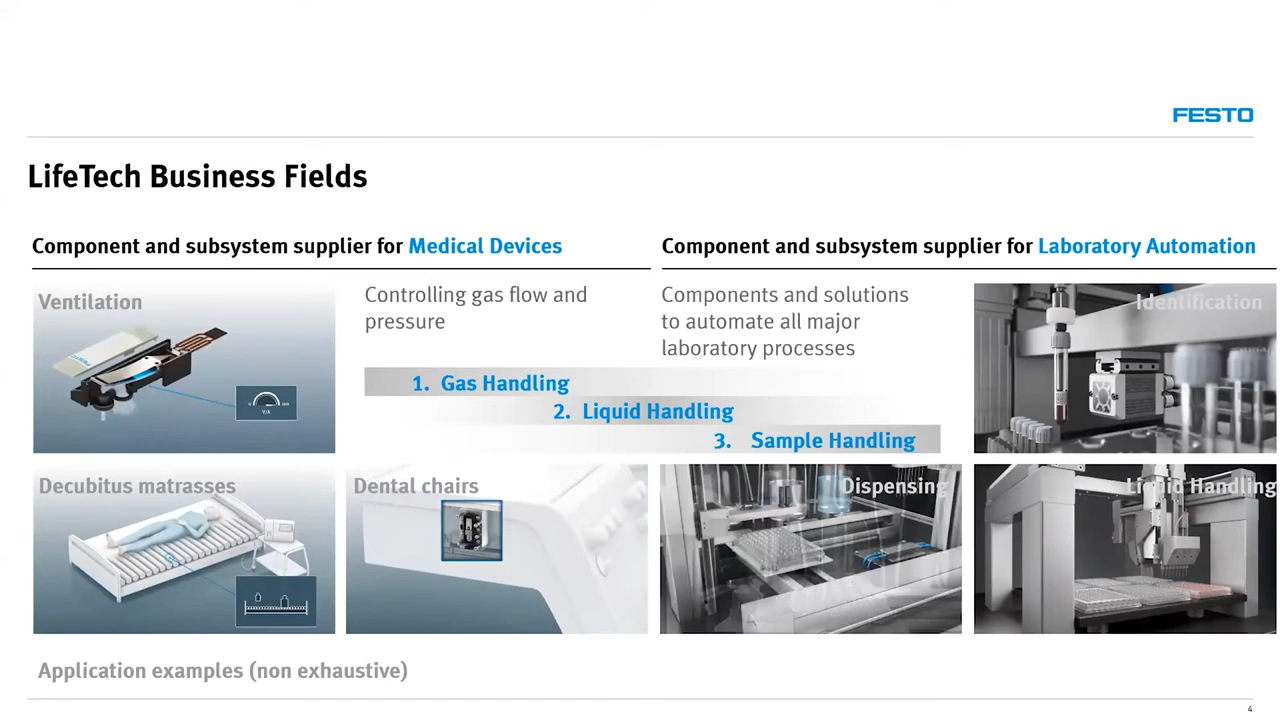 FESTO
LifeTech Business Fields
Component and subsystem supplier for Medical Devices
Component and subsystem supplier for Laboratory Automation
Ventilation
Controlling gas flow and
pressure
Components and solutions
to automate all major
laboratory processes
Identification
1. Gas Handling
2. Liquid Handling
3. Sample Handling
Decubitus matrasses
Dental chairs
Dispensing
Liquid Handling
V/A
Application examples (non exhaustive)
4